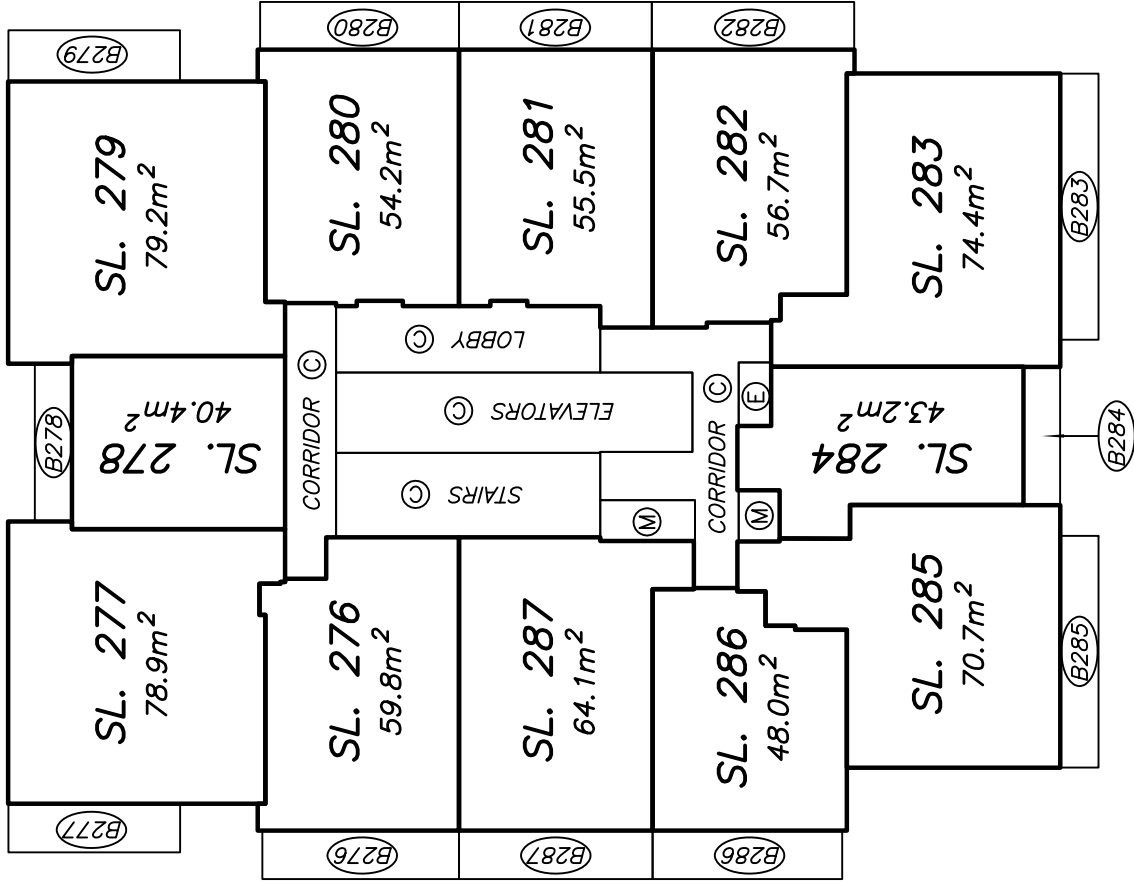 B280
B281
B282
B279
SL. 279
79.2m²
SL. 280
54.2m²
SL. 281
55.5m²
SL. 282
56.7m²
SL. 283
74.4m²
B283
LOBBY Ⓒ
CORRIDOR Ⓒ
ELEVATORS Ⓒ
CORRIDOR Ⓒ
Ⓔ
B278
SL. 278
40.4m²
SL. 284
43.2m²
B284
STAIRS Ⓒ
Ⓜ
Ⓜ
SL. 277
78.9m²
SL. 276
59.8m²
SL. 287
64.1m²
SL. 286
48.0m²
SL. 285
70.7m²
B285
B277
B276
B287
B286